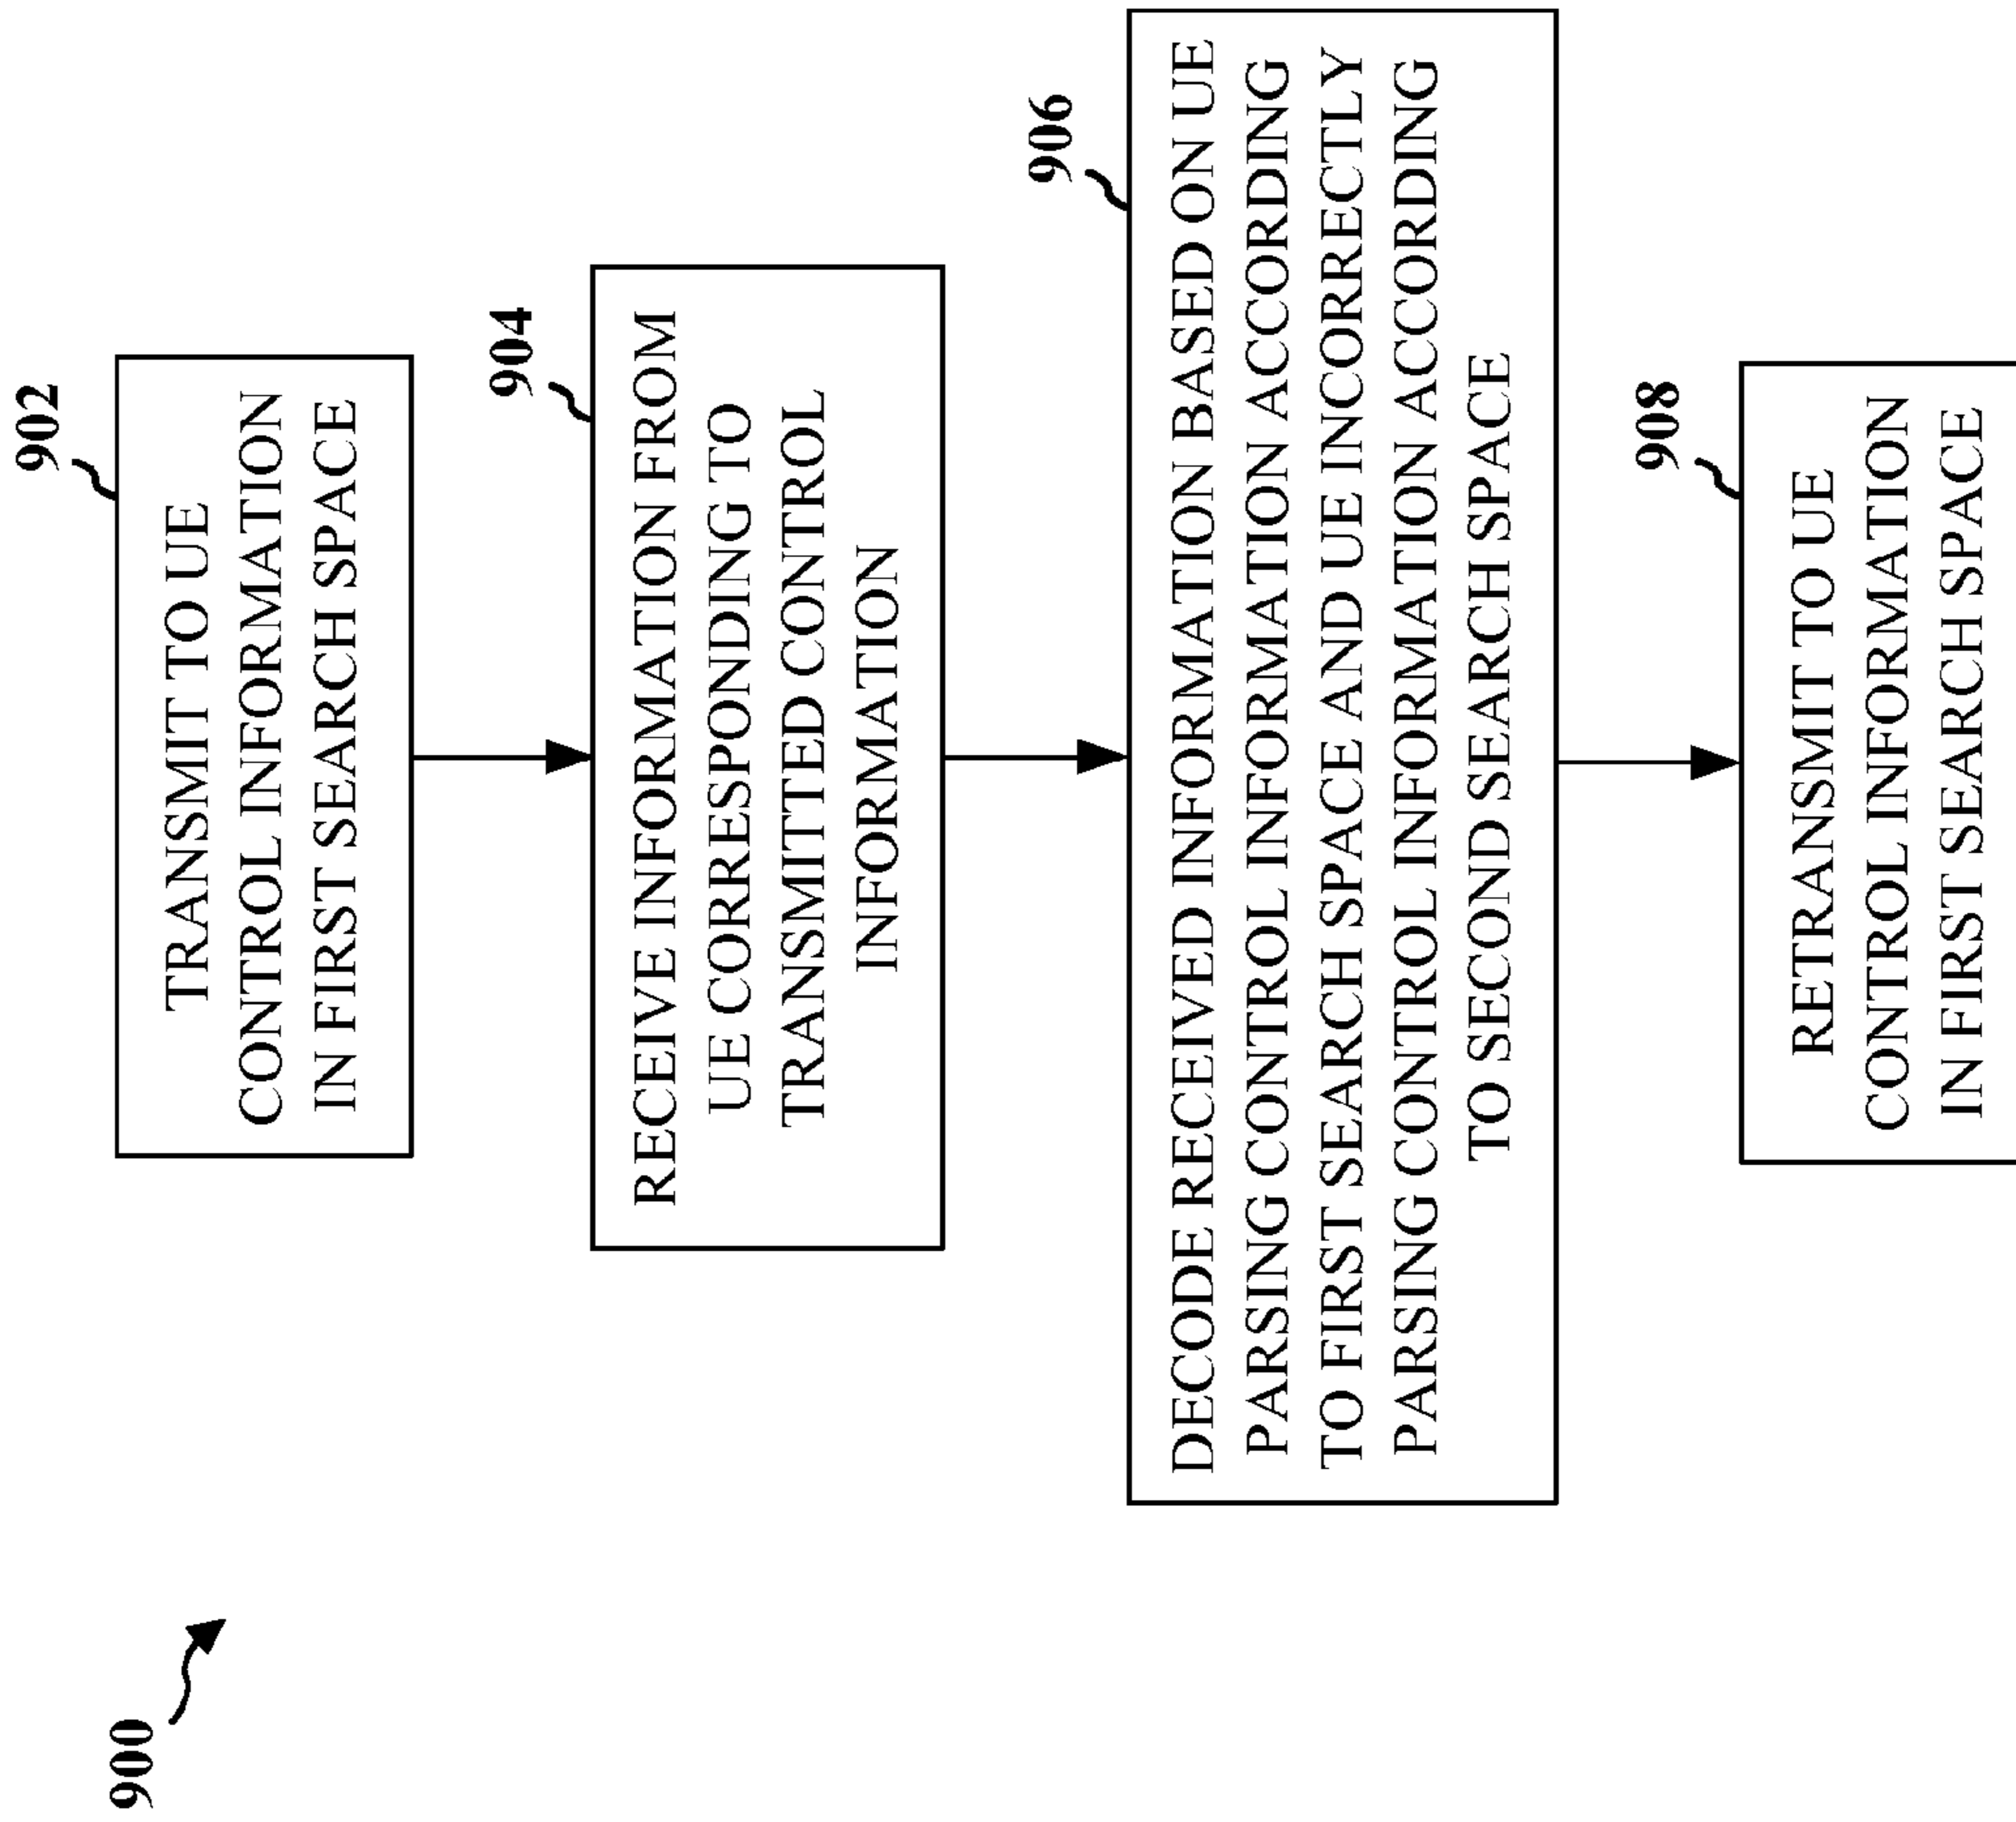 900
902
TRANSMIT TO UE
CONTROL INFORMATION
IN FIRST SEARCH SPACE
904
RECEIVE INFORMATION FROM
UE CORRESPONDING TO
TRANSMITTED CONTROL
INFORMATION
906
DECODE RECEIVED INFORMATION BASED ON UE
PARSING CONTROL INFORMATION ACCORDING
TO FIRST SEARCH SPACE AND UE INCORRECTLY
PARSING CONTROL INFORMATION ACCORDING
TO SECOND SEARCH SPACE
908
RETRANSMIT TO UE
CONTROL INFORMATION
IN FIRST SEARCH SPACE